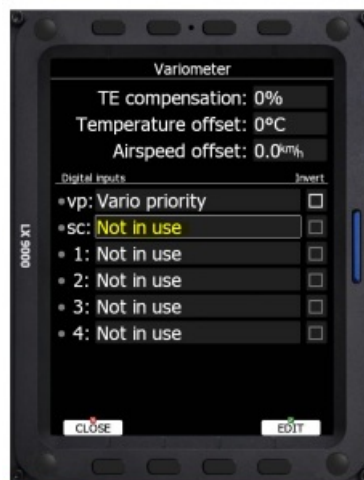 Variometer
TE compensation: 0%
Temperature offset: 0°C
Airspeed offset: 0.0km/h
Digital inputs Invert
vp: Vario priority
sc: Not in use
1: Not in use
2: Not in use
3: Not in use
4: Not in use
CLOSE EDIT
LX 9000